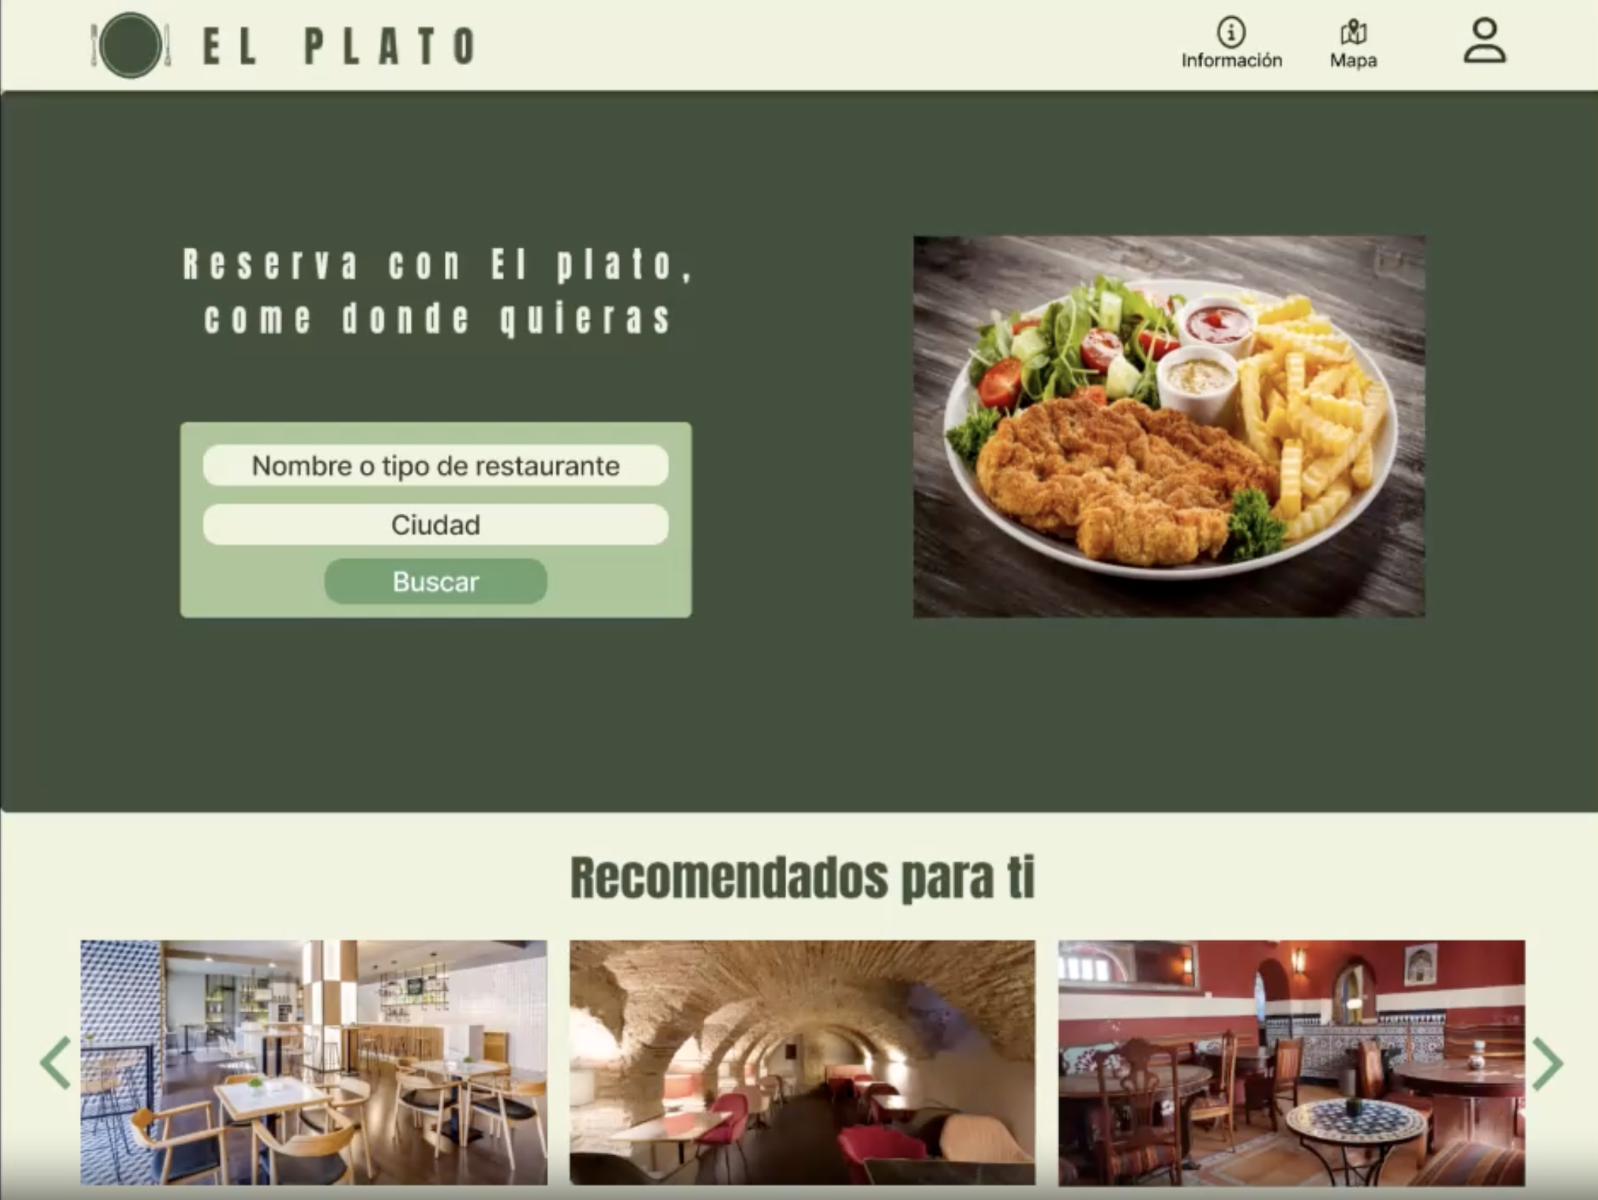 EL PLATO
Información
Mapa
Reserva con El plato,
come donde quieras
Nombre o tipo de restaurante
Ciudad
Buscar
Recomendados para ti